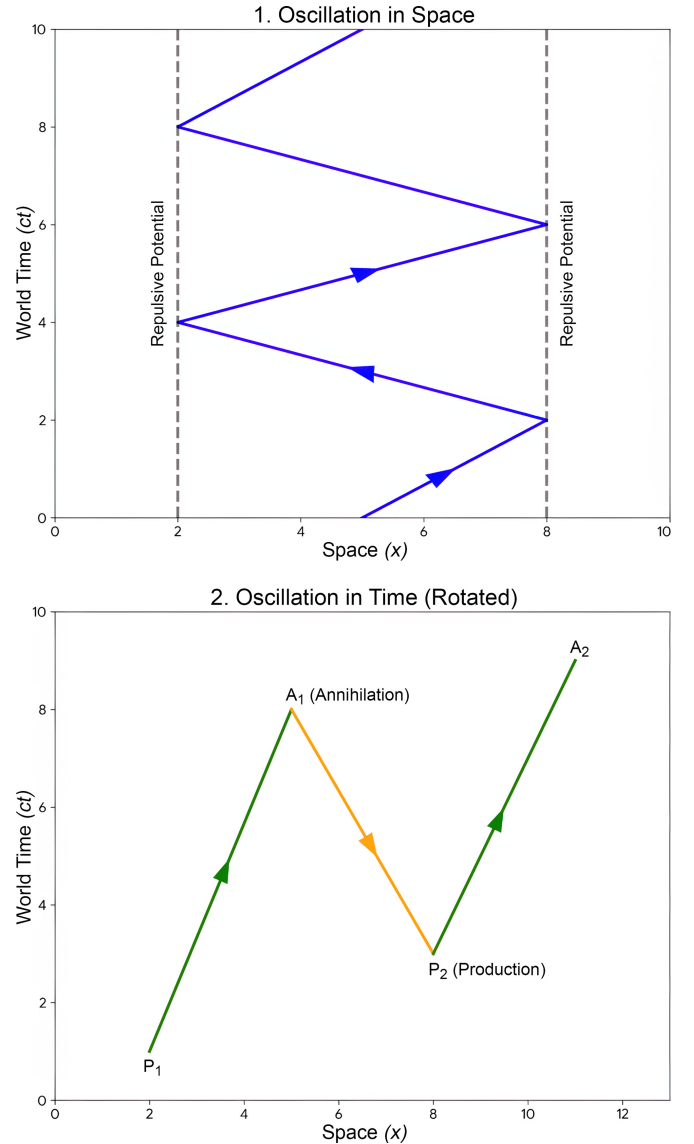 1. Oscillation in Space
10
8
6
4
2
0
World Time (ct)
Repulsive Potential
Repulsive Potential
0 2 4 6 8 10
Space (x)
2. Oscillation in Time (Rotated)
10
8
6
4
2
0
World Time (ct)
A2
A1 (Annihilation)
P2 (Production)
P1
0 2 4 6 8 10 12
Space (x)